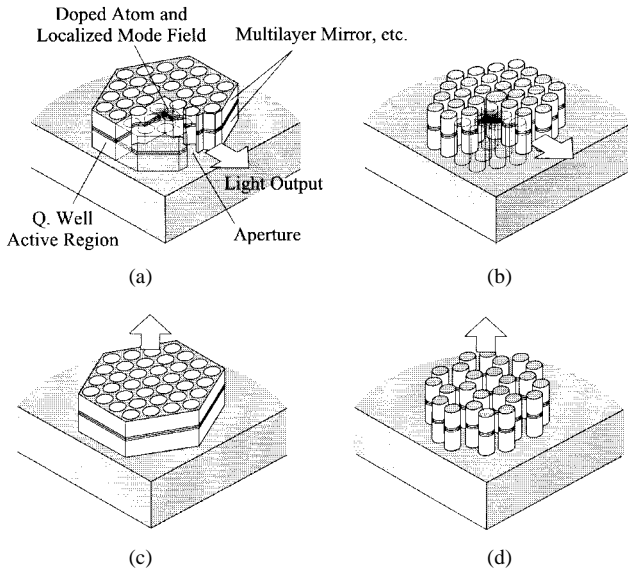 Doped Atom and
Localized Mode Field
Multilayer Mirror, etc.
Light Output
Q. Well
Active Region
Aperture
(a)
(b)
(c)
(d)